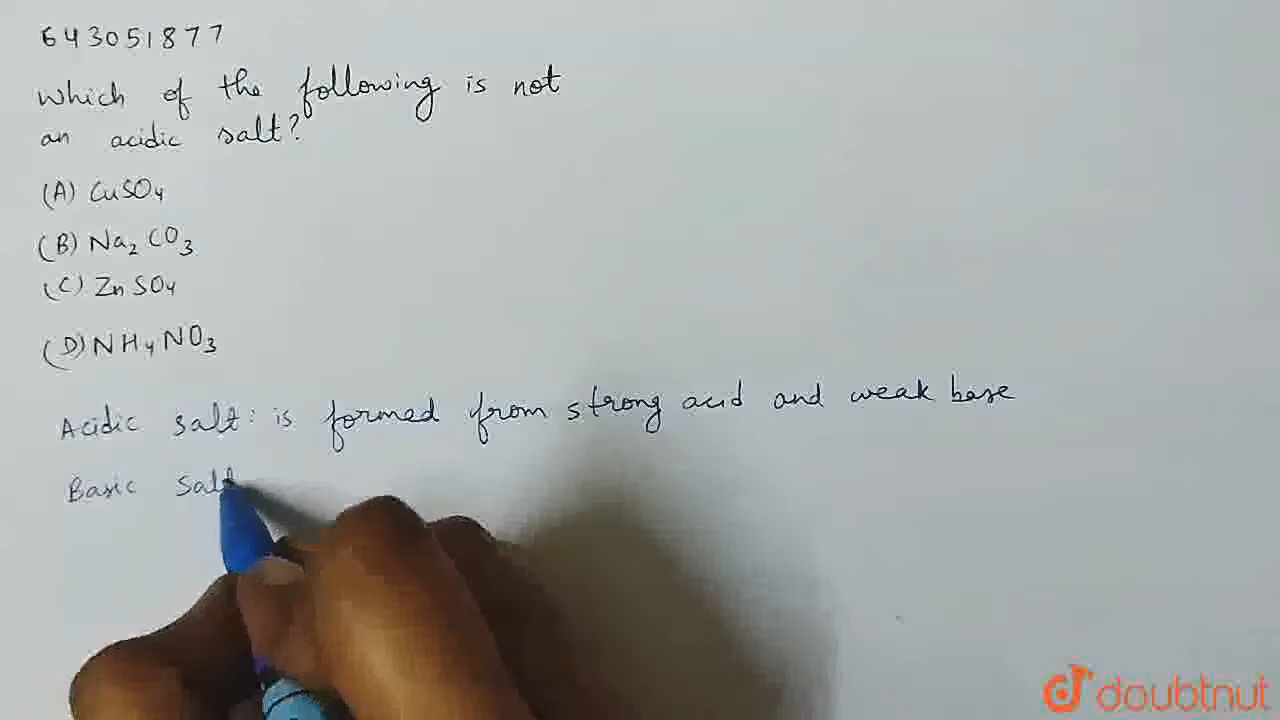 643051877
Which of the following is not
an acidic salt?
(A) CuSO4
(B) Na2CO3
(C) ZnSO4
(D) NH4NO3
Acidic salt: is formed from strong acid and weak base
Basic Salt
doubtnut